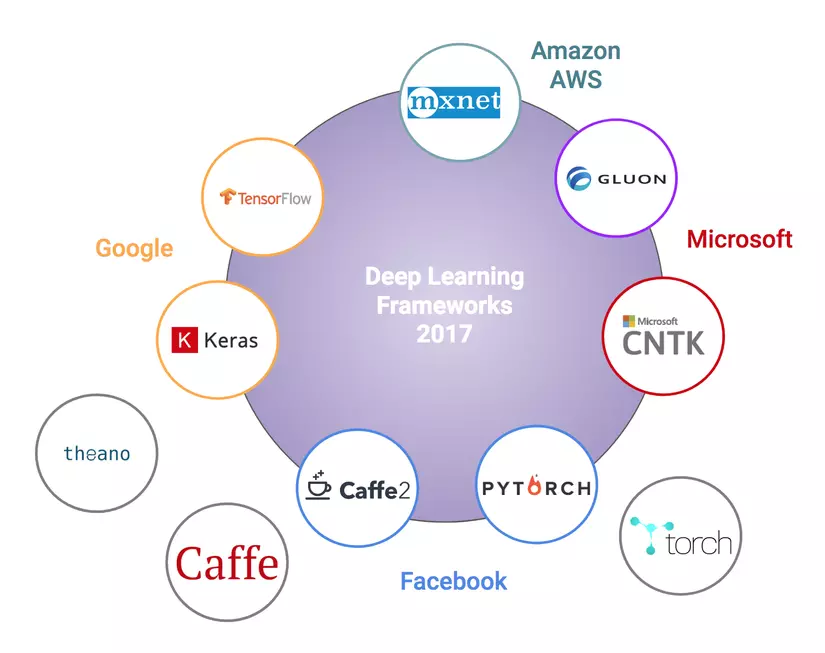 Amazon
AWS
mxnet
TensorFlow
GLUON
Google
Microsoft
Deep Learning
Frameworks
2017
Keras
K
Microsoft
CNTK
theano
Caffe2
PYTORCH
Caffe
torch
Facebook